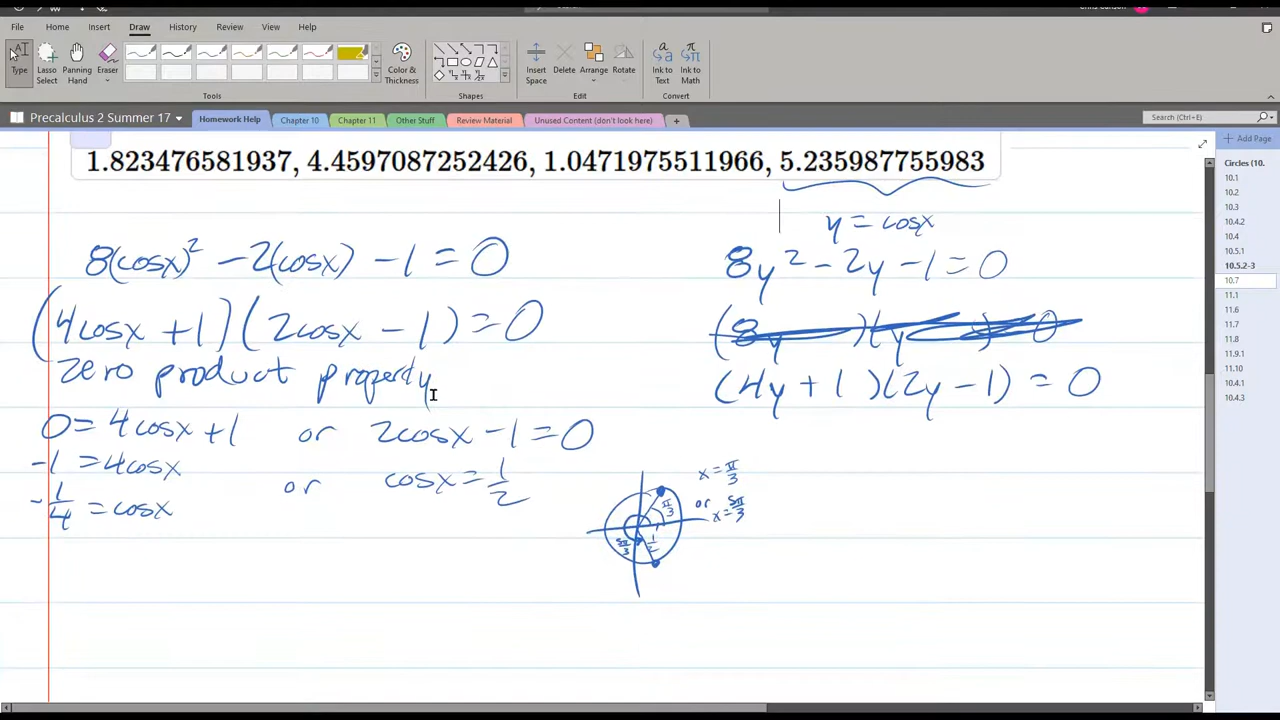 File Home Insert Draw History Review View Help
Type Lasso Select Panning Hand Eraser Color & Thickness Insert Space Delete Arrange Rotate Ink to Text Ink to Math
Tools Shapes Edit Convert
Precalculus 2 Summer 17 Homework Help Chapter 10 Chapter 11 Other Stuff Review Material Unused Content (don't look here) Search (Ctrl+E)
Add Page
Circles (10.
10.1
10.2
10.3
10.4.2
10.4
10.5.1
10.5.2-3
10.7
11.1
11.6
11.7
11.8
11.9.1
11.10
10.4.1
10.4.3
1.823476581937, 4.4597087252426, 1.0471975511966, 5.235987755983
y = cosx
8(cosx)² - 2(cosx) - 1 = 0
8y² - 2y - 1 = 0
(4cosx + 1)(2cosx - 1) = 0
(8y )(y ) 0
zero product property
(4y + 1)(2y - 1) = 0
0 = 4cosx + 1 or 2cosx - 1 = 0
-1 = 4cosx or cosx = 1/2
-1/4 = cosx
x = π/3
or
x = 5π/3
π/3
5π/3
1/2